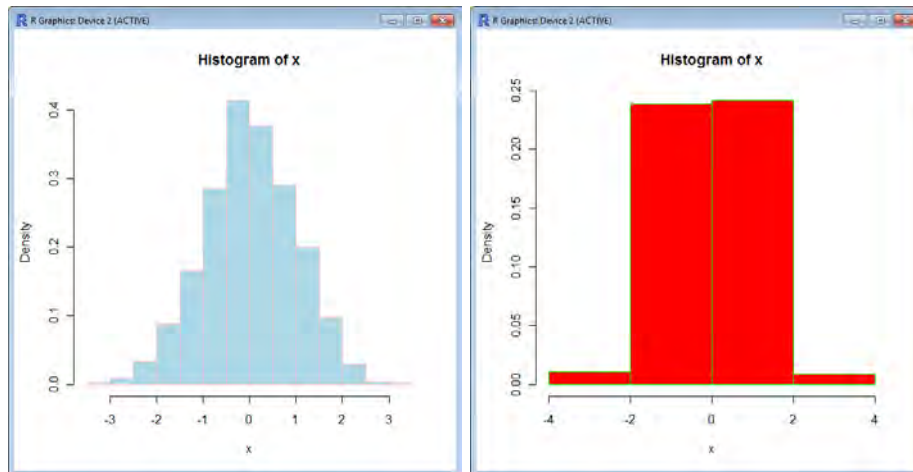 R Graphics: Device 2 (ACTIVE)
Histogram of x
Density
0.0
0.1
0.2
0.3
0.4
-3
-2
-1
0
1
2
3
x
R Graphics: Device 2 (ACTIVE)
Histogram of x
Density
0.00
0.05
0.10
0.15
0.20
0.25
-4
-2
0
2
4
x